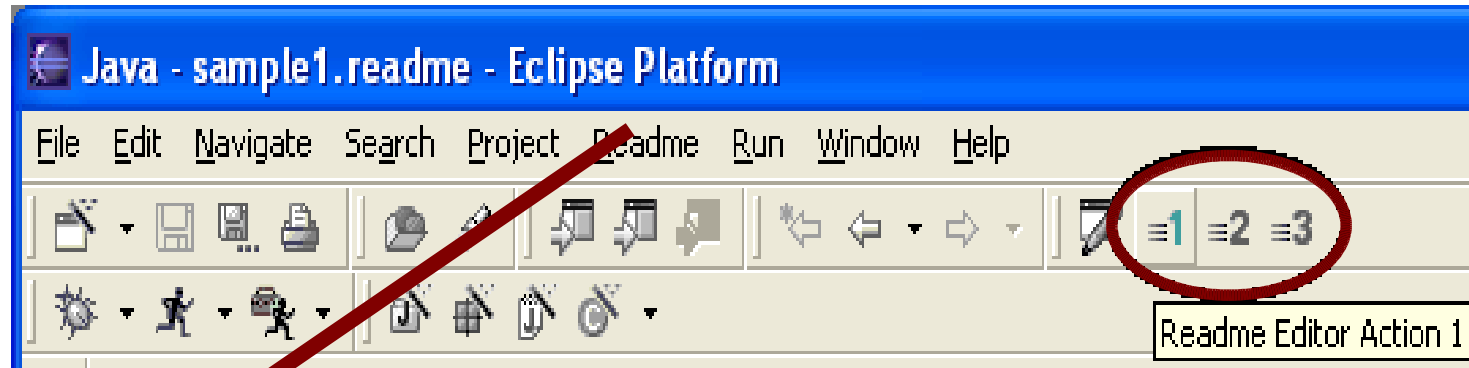 Java - sample1.readme - Eclipse Platform
File Edit Navigate Search Project Readme Run Window Help
≡1 ≡2 ≡3
Readme Editor Action 1